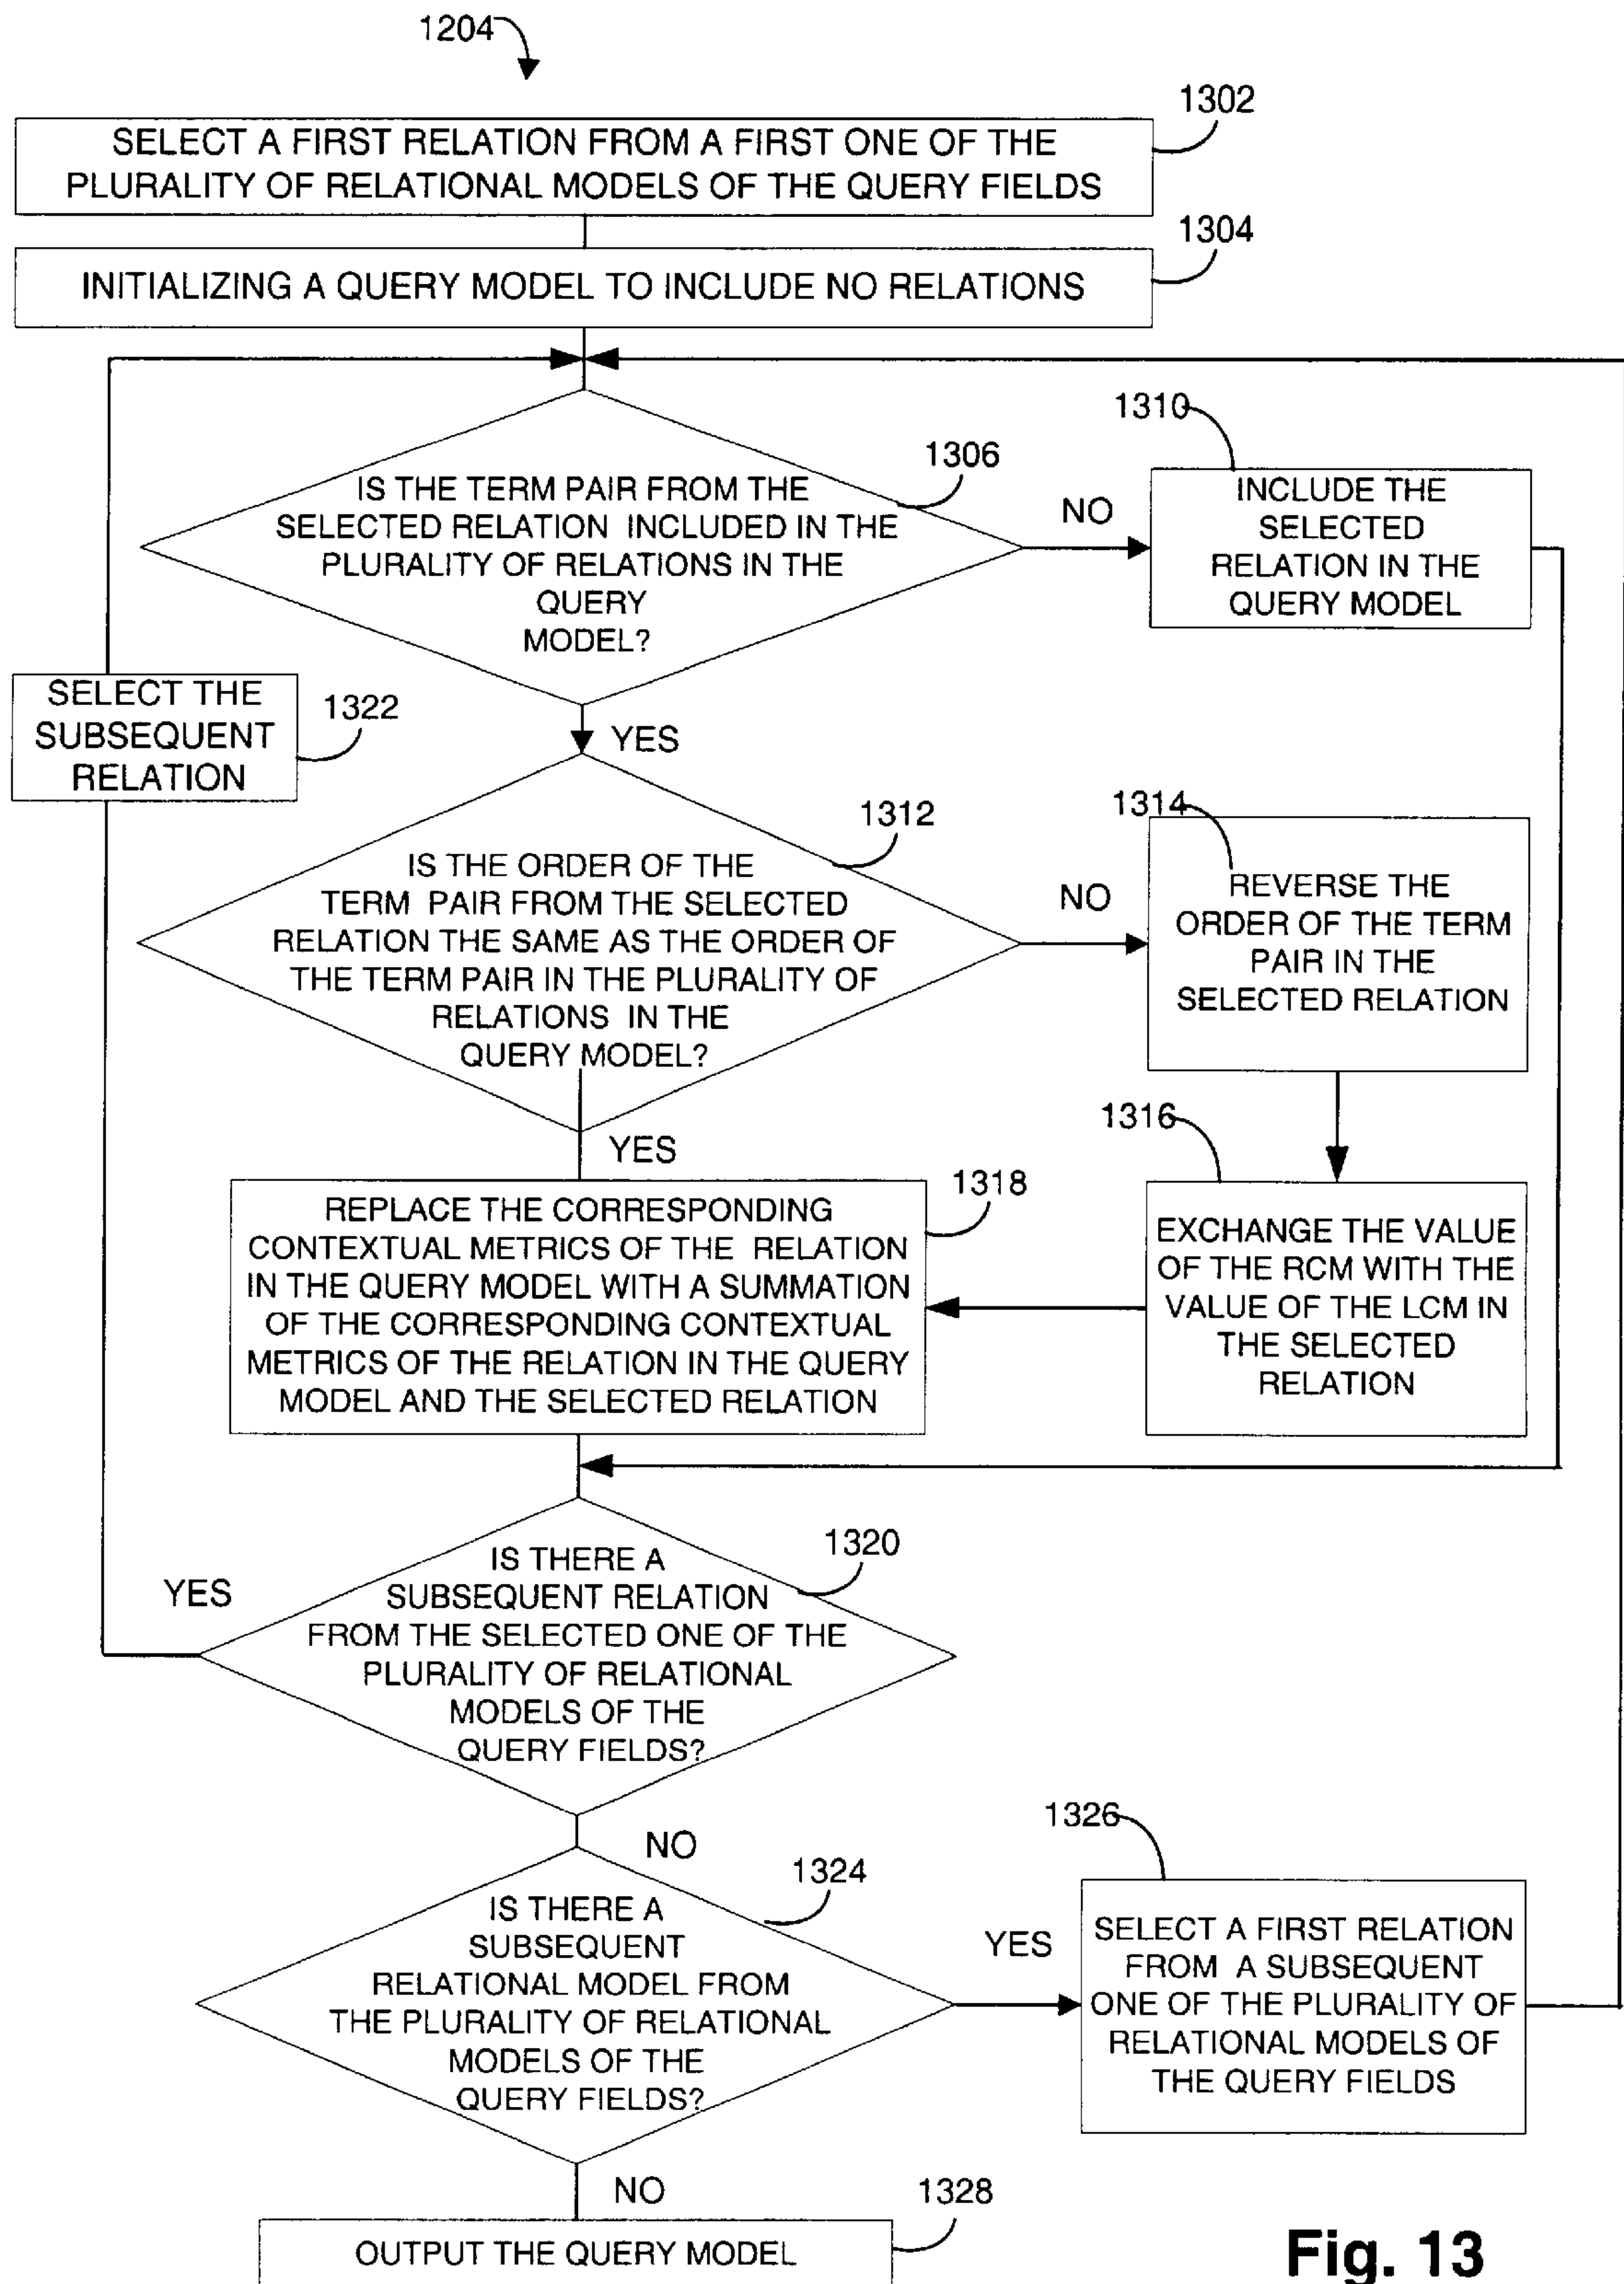 1204
1302
SELECT A FIRST RELATION FROM A FIRST ONE OF THE
PLURALITY OF RELATIONAL MODELS OF THE QUERY FIELDS
1304
INITIALIZING A QUERY MODEL TO INCLUDE NO RELATIONS
1306
IS THE TERM PAIR FROM THE
SELECTED RELATION INCLUDED IN THE
PLURALITY OF RELATIONS IN THE
QUERY
MODEL?
NO
1310
INCLUDE THE
SELECTED
RELATION IN THE
QUERY MODEL
SELECT THE
SUBSEQUENT
RELATION
1322
YES
1312
IS THE ORDER OF THE
TERM PAIR FROM THE SELECTED
RELATION THE SAME AS THE ORDER OF
THE TERM PAIR IN THE PLURALITY OF
RELATIONS IN THE
QUERY MODEL?
NO
1314
REVERSE THE
ORDER OF THE TERM
PAIR IN THE
SELECTED RELATION
YES
1316
EXCHANGE THE VALUE
OF THE RCM WITH THE
VALUE OF THE LCM IN
THE SELECTED
RELATION
1318
REPLACE THE CORRESPONDING
CONTEXTUAL METRICS OF THE RELATION
IN THE QUERY MODEL WITH A SUMMATION
OF THE CORRESPONDING CONTEXTUAL
METRICS OF THE RELATION IN THE QUERY
MODEL AND THE SELECTED RELATION
1320
YES
IS THERE A
SUBSEQUENT RELATION
FROM THE SELECTED ONE OF THE
PLURALITY OF RELATIONAL
MODELS OF THE
QUERY FIELDS?
NO
1324
IS THERE A
SUBSEQUENT
RELATIONAL MODEL FROM
THE PLURALITY OF RELATIONAL
MODELS OF THE
QUERY FIELDS?
YES
1326
SELECT A FIRST RELATION
FROM A SUBSEQUENT
ONE OF THE PLURALITY OF
RELATIONAL MODELS OF
THE QUERY FIELDS
NO
1328
OUTPUT THE QUERY MODEL
Fig. 13